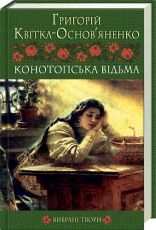 Григорій
Квітка-Основ'яненко
КОНОТОПСЬКА ВІДЬМА
ВИБРАНІ ТВОРИ